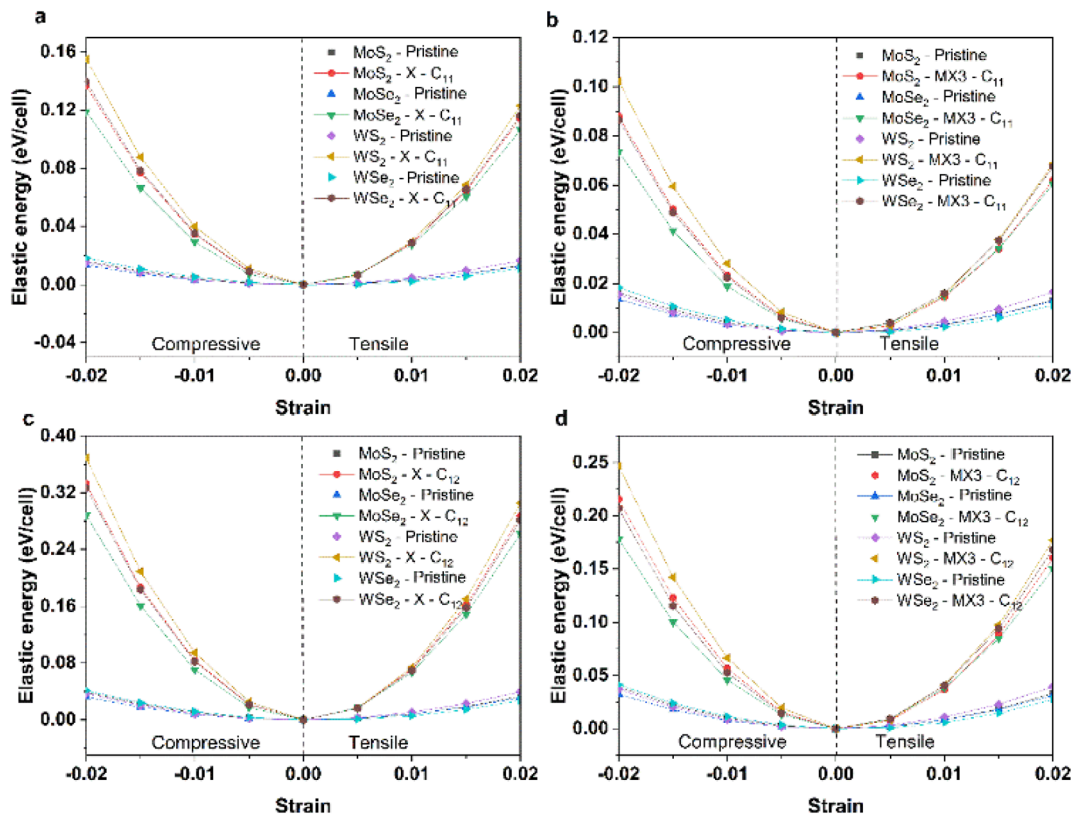 a
Elastic energy (eV/cell)
0.16
0.12
0.08
0.04
0.00
-0.04
MoS2 - Pristine
MoS2 - X - C11
MoSe2 - Pristine
MoSe2 - X - C11
WS2 - Pristine
WS2 - X - C11
WSe2 - Pristine
WSe2 - X - C11
Compressive
Tensile
-0.02
-0.01
0.00
0.01
0.02
Strain
b
Elastic energy (eV/cell)
0.12
0.10
0.08
0.06
0.04
0.02
0.00
MoS2 - Pristine
MoS2 - MX3 - C11
MoSe2 - Pristine
MoSe2 - MX3 - C11
WS2 - Pristine
WS2 - MX3 - C11
WSe2 - Pristine
WSe2 - MX3 - C11
Compressive
Tensile
-0.02
-0.01
0.00
0.01
0.02
Strain
c
Elastic energy (eV/cell)
0.40
0.32
0.24
0.16
0.08
0.00
MoS2 - Pristine
MoS2 - X - C12
MoSe2 - Pristine
MoSe2 - X - C12
WS2 - Pristine
WS2 - X - C12
WSe2 - Pristine
WSe2 - X - C12
Compressive
Tensile
-0.02
-0.01
0.00
0.01
0.02
Strain
d
Elastic energy (eV/cell)
0.25
0.20
0.15
0.10
0.05
0.00
MoS2 - Pristine
MoS2 - MX3 - C12
MoSe2 - Pristine
MoSe2 - MX3 - C12
WS2 - Pristine
WS2 - MX3 - C12
WSe2 - Pristine
WSe2 - MX3 - C12
Compressive
Tensile
-0.02
-0.01
0.00
0.01
0.02
Strain